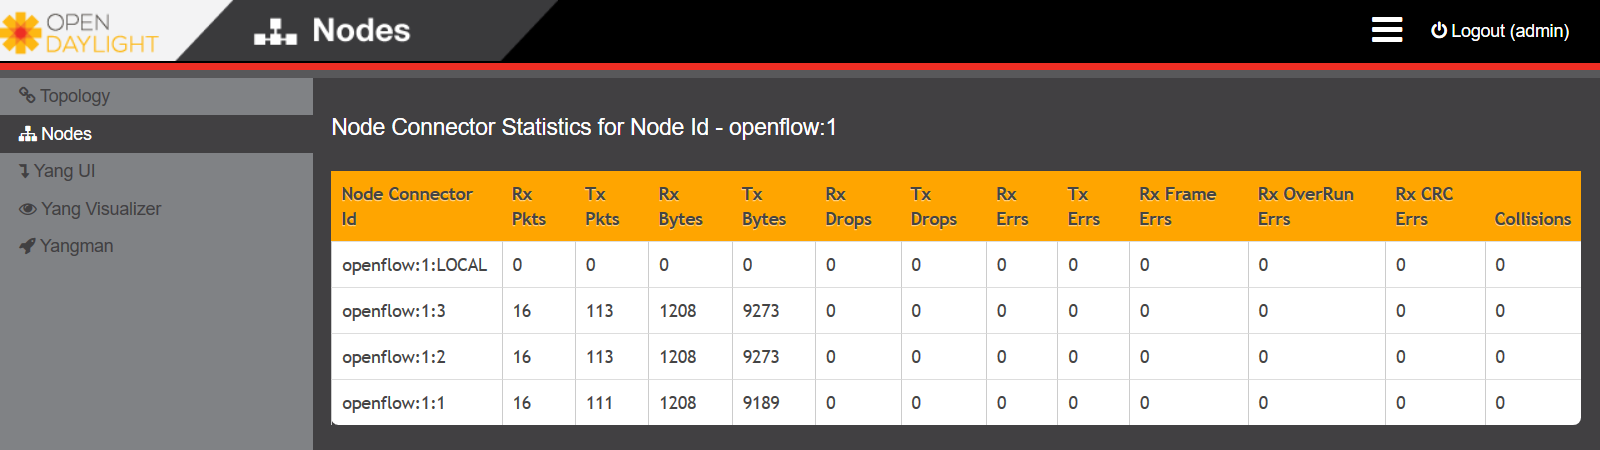 OPEN
DAYLIGHT
Nodes
Logout (admin)
Topology
Nodes
Yang UI
Yang Visualizer
Yangman
Node Connector Statistics for Node Id - openflow:1
Node Connector Id Rx Pkts Tx Pkts Rx Bytes Tx Bytes Rx Drops Tx Drops Rx Errs Tx Errs Rx Frame Errs Rx OverRun Errs Rx CRC Errs Collisions
openflow:1:LOCAL 0 0 0 0 0 0 0 0 0 0 0 0
openflow:1:3 16 113 1208 9273 0 0 0 0 0 0 0 0
openflow:1:2 16 113 1208 9273 0 0 0 0 0 0 0 0
openflow:1:1 16 111 1208 9189 0 0 0 0 0 0 0 0